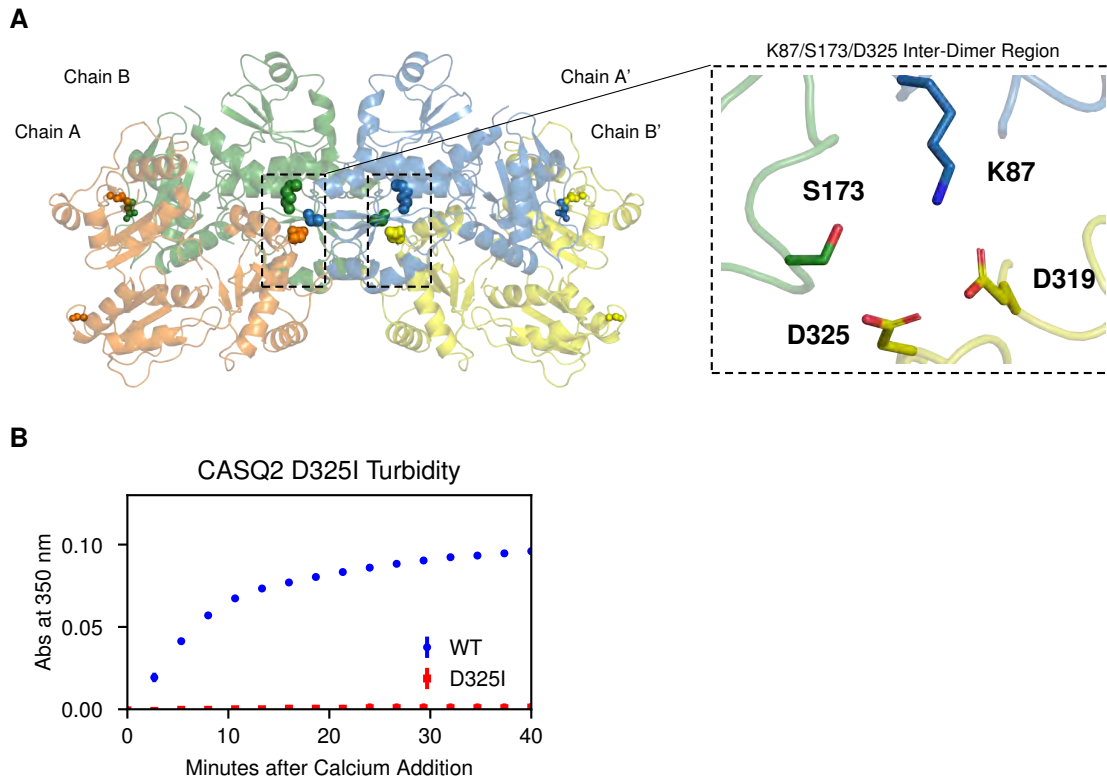 A
K87/S173/D325 Inter-Dimer Region
Chain B
Chain A'
Chain A
Chain B'
S173
K87
D319
D325
B
CASQ2 D325I Turbidity
Abs at 350 nm
0.10
0.05
0.00
WT
D325I
0 10 20 30 40
Minutes after Calcium Addition